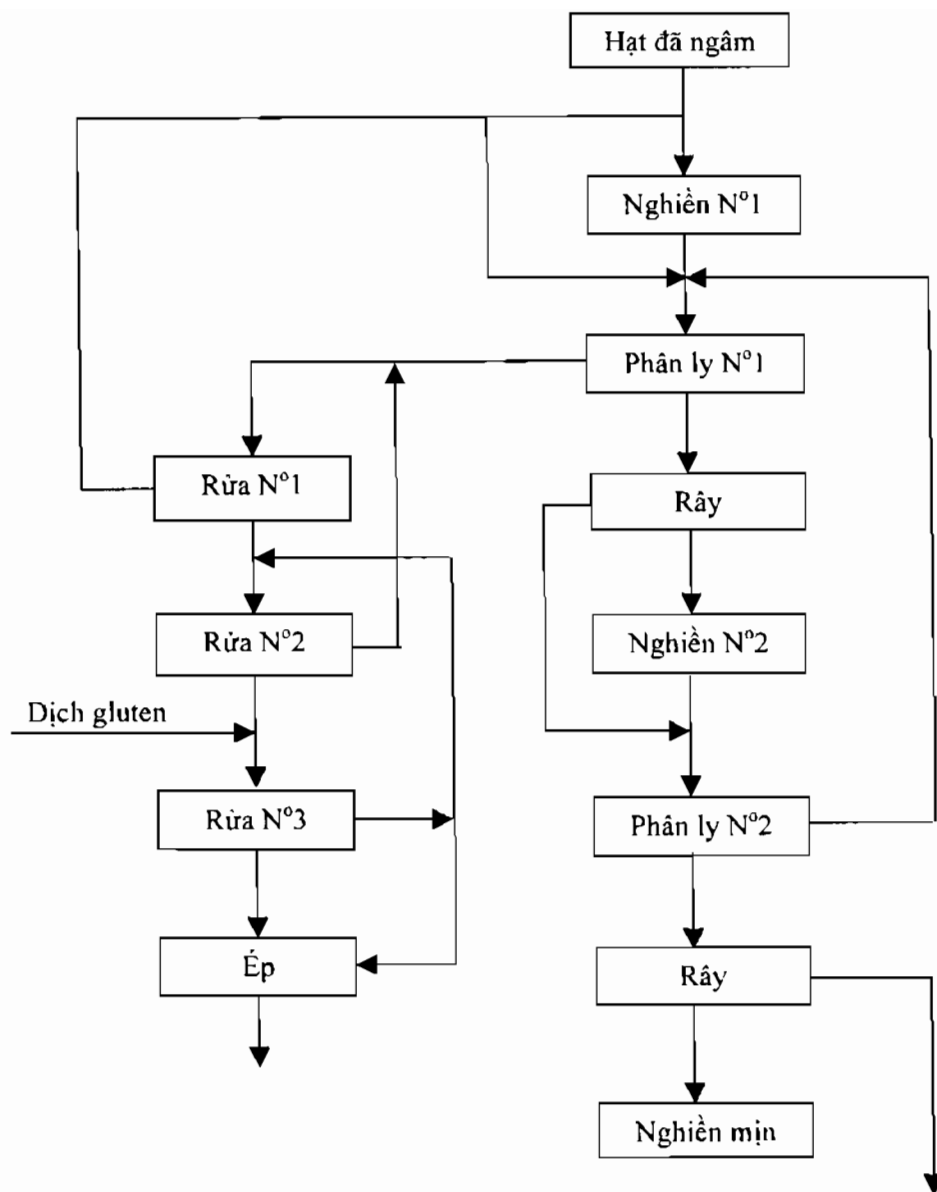 Hạt đã ngâm
Nghiền N°1
Phân ly N°1
Rửa N°1
Rây
Rửa N°2
Nghiền N°2
Dịch gluten
Rửa N°3
Phân ly N°2
Ép
Rây
Nghiền mịn